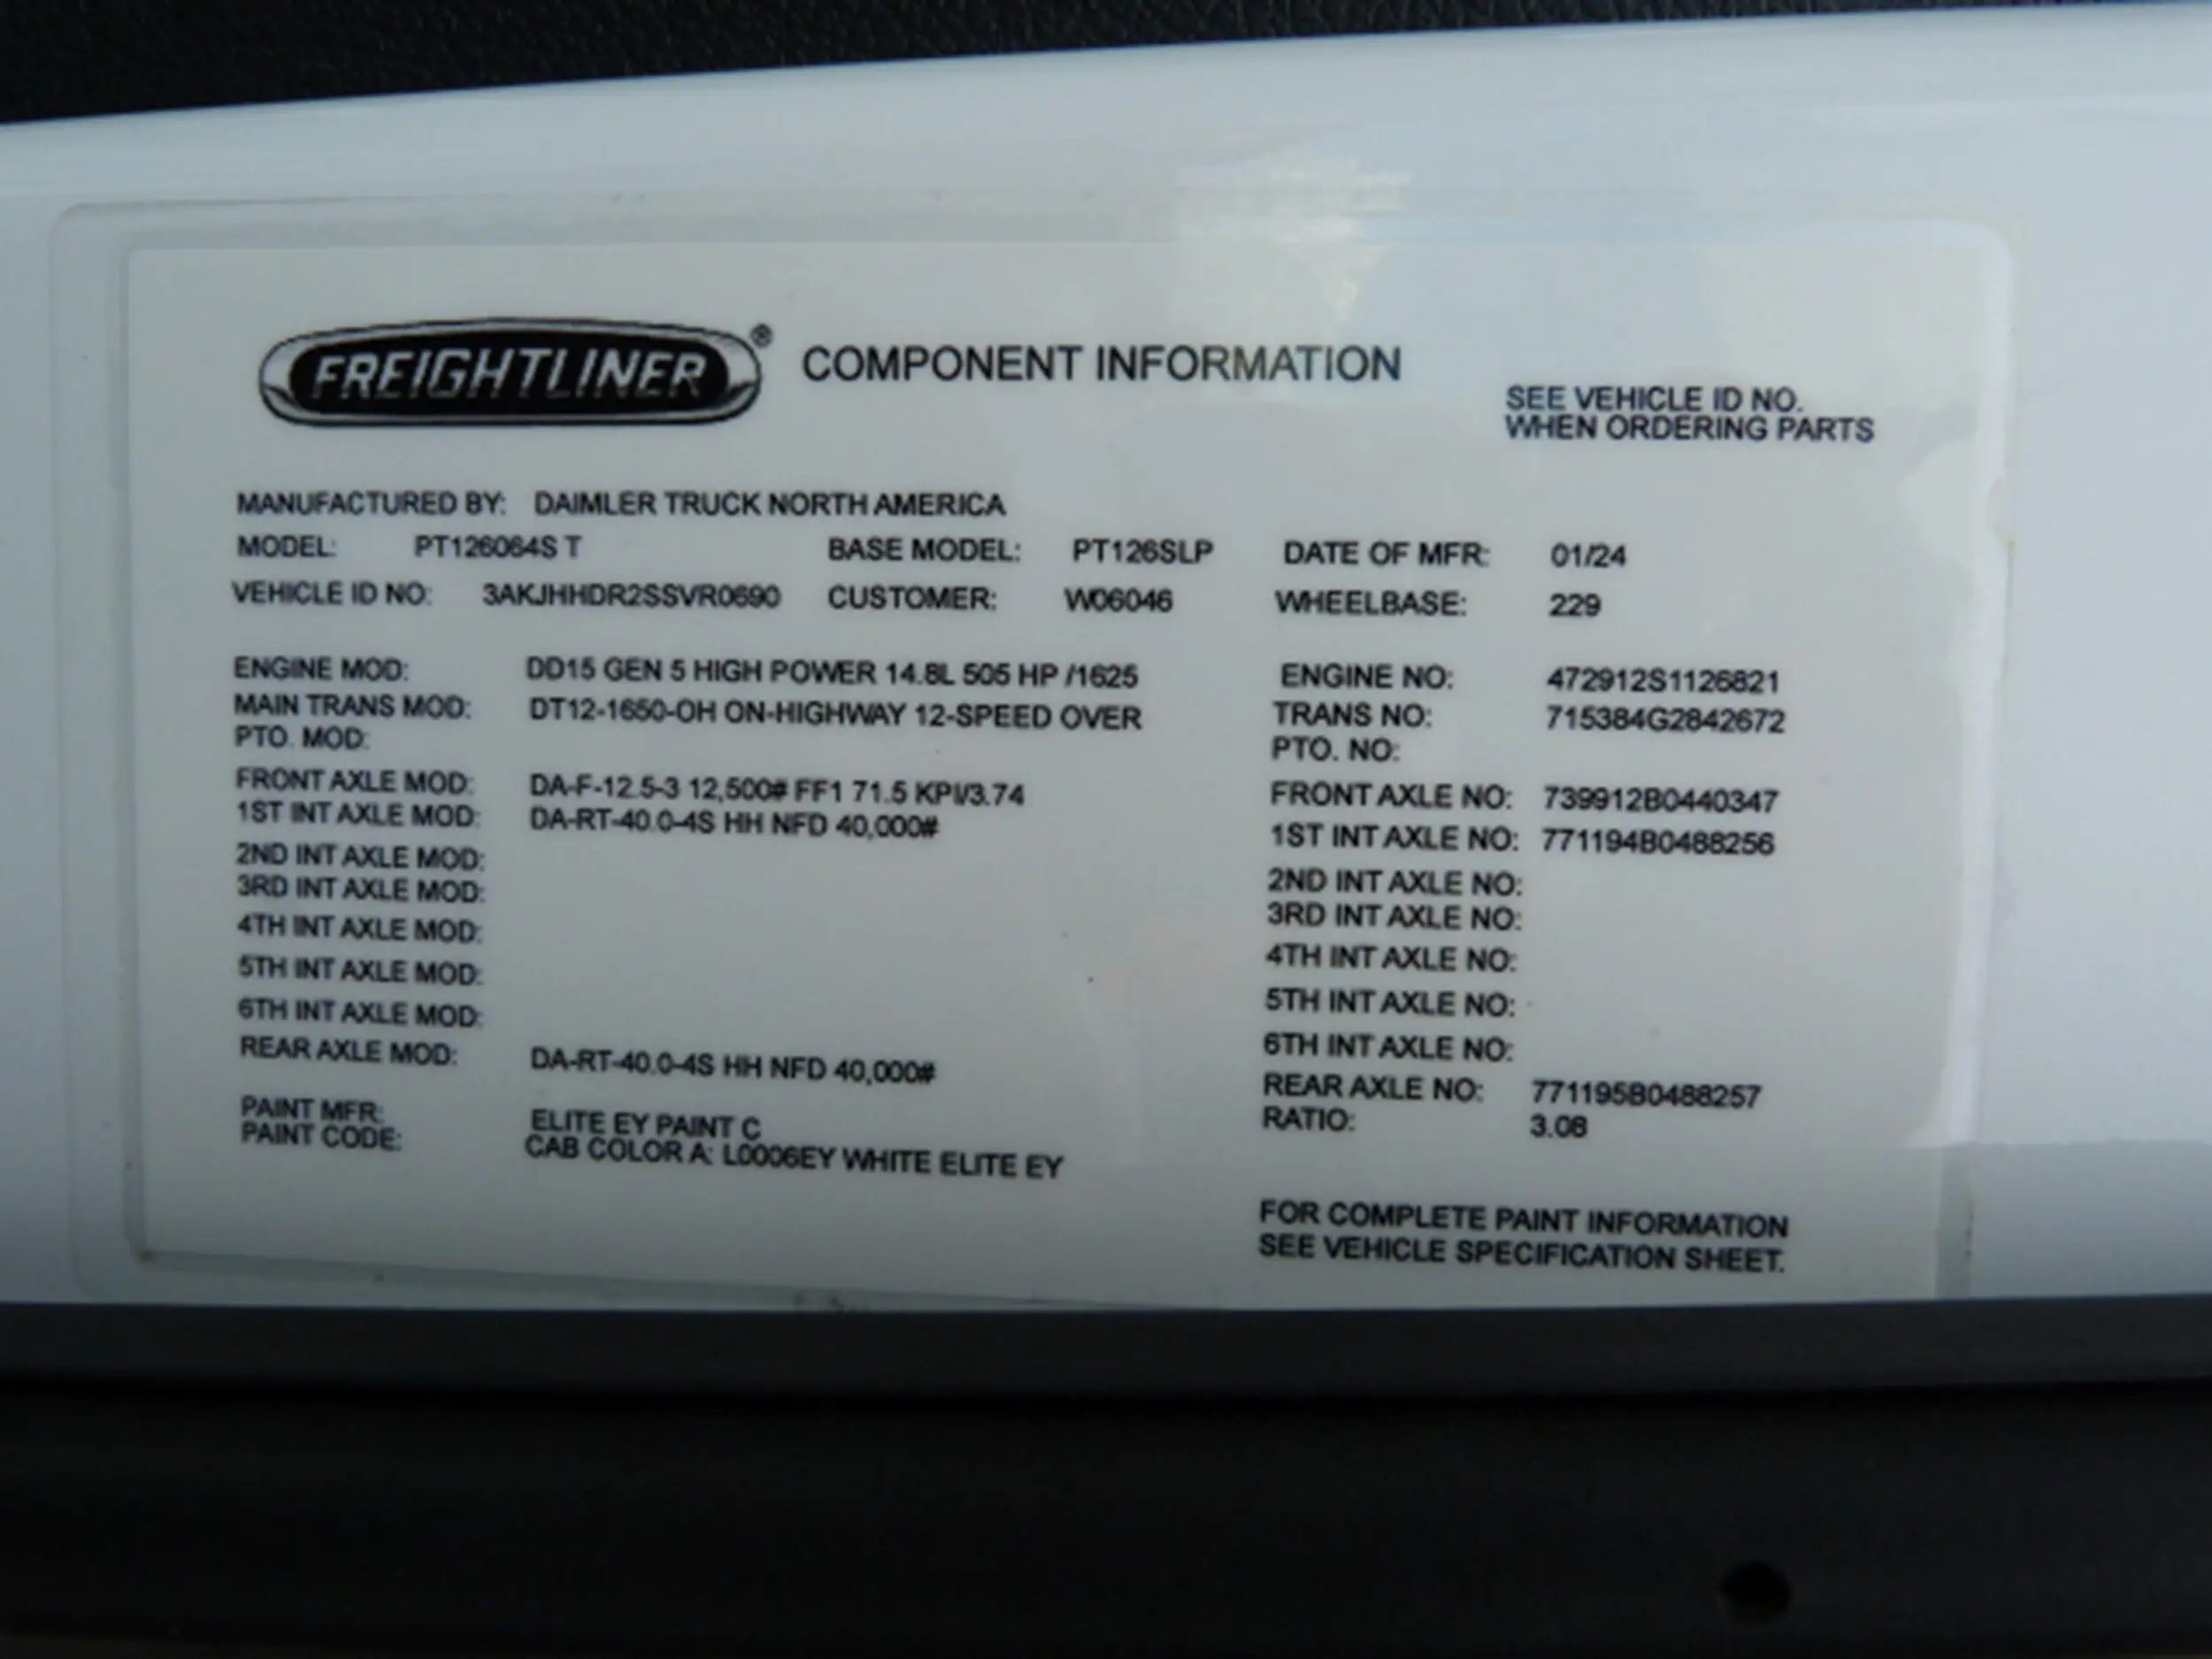 FREIGHTLINER ® COMPONENT INFORMATION
SEE VEHICLE ID NO.
WHEN ORDERING PARTS
MANUFACTURED BY: DAIMLER TRUCK NORTH AMERICA
MODEL: PT126064S T BASE MODEL: PT126SLP DATE OF MFR: 01/24
VEHICLE ID NO: 3AKJHHDR2SSVR0690 CUSTOMER: W06046 WHEELBASE: 229
ENGINE MOD: DD15 GEN 5 HIGH POWER 14.8L 505 HP /1625 ENGINE NO: 472912S1126821
MAIN TRANS MOD: DT12-1650-OH ON-HIGHWAY 12-SPEED OVER TRANS NO: 715384G2842672
PTO. MOD: PTO. NO:
FRONT AXLE MOD: DA-F-12.5-3 12,500# FF1 71.5 KPI/3.74 FRONT AXLE NO: 739912B0440347
1ST INT AXLE MOD: DA-RT-40.0-4S HH NFD 40,000# 1ST INT AXLE NO: 771194B0488256
2ND INT AXLE MOD: 2ND INT AXLE NO:
3RD INT AXLE MOD: 3RD INT AXLE NO:
4TH INT AXLE MOD: 4TH INT AXLE NO:
5TH INT AXLE MOD: 5TH INT AXLE NO:
6TH INT AXLE MOD: 6TH INT AXLE NO:
REAR AXLE MOD: DA-RT-40.0-4S HH NFD 40,000# REAR AXLE NO: 771195B0488257
RATIO: 3.08
PAINT MFR: ELITE EY PAINT C
PAINT CODE: CAB COLOR A: L0006EY WHITE ELITE EY
FOR COMPLETE PAINT INFORMATION
SEE VEHICLE SPECIFICATION SHEET.